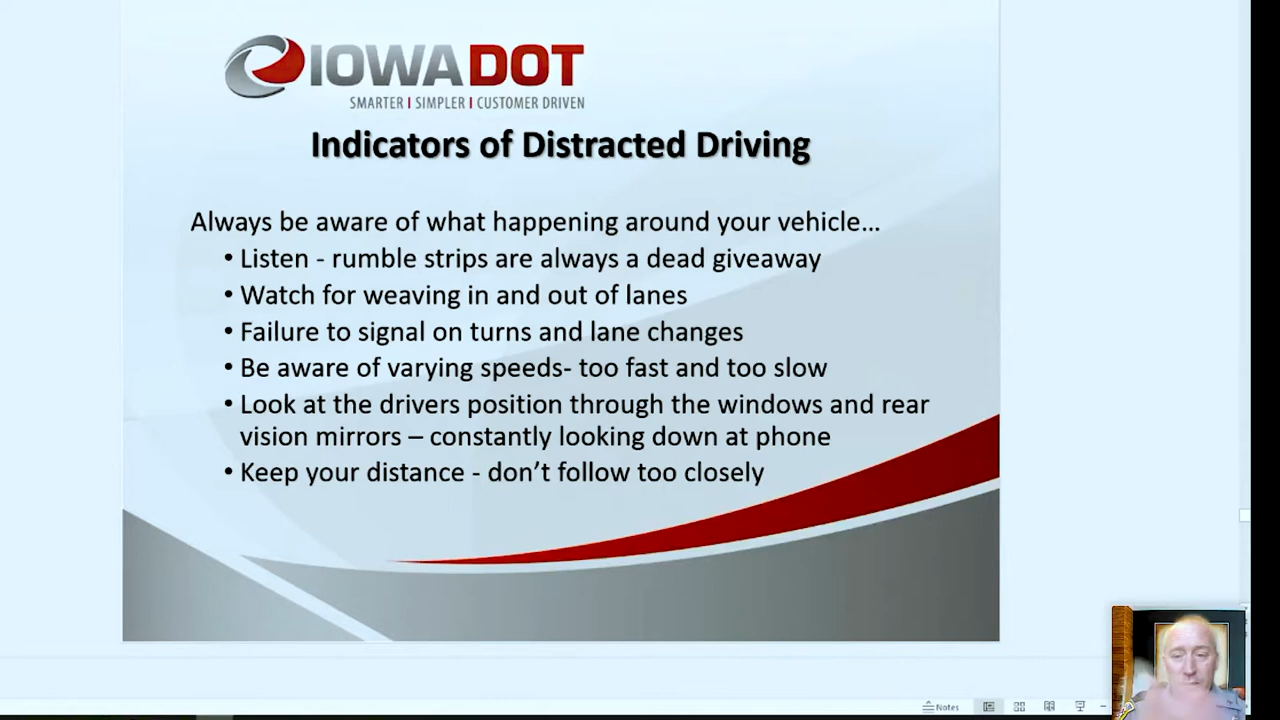 IOWADOT
SMARTER | SIMPLER | CUSTOMER DRIVEN
Indicators of Distracted Driving
Always be aware of what happening around your vehicle…
• Listen - rumble strips are always a dead giveaway
• Watch for weaving in and out of lanes
• Failure to signal on turns and lane changes
• Be aware of varying speeds- too fast and too slow
• Look at the drivers position through the windows and rear
vision mirrors – constantly looking down at phone
• Keep your distance - don’t follow too closely
Notes